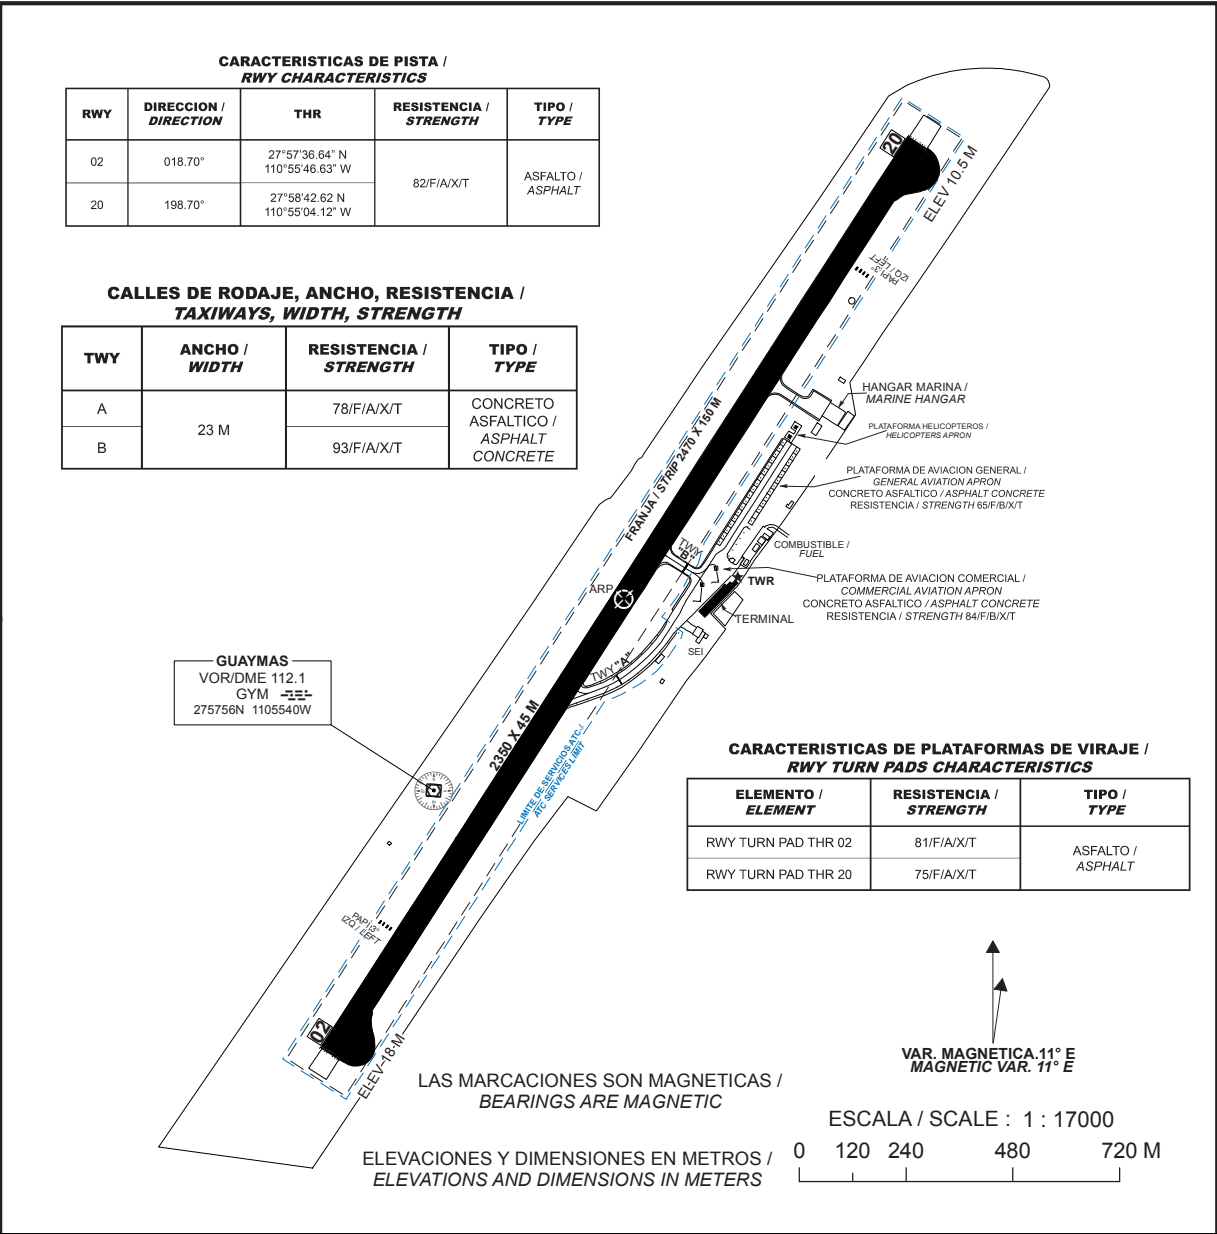 CARACTERISTICAS DE PISTA /
RWY CHARACTERISTICS
RWY
DIRECCION /
DIRECTION
THR
RESISTENCIA /
STRENGTH
TIPO /
TYPE
02
018.70°
27°57'36.64" N
110°55'46.63" W
20
198.70°
27°58'42.62 N
110°55'04.12" W
82/F/A/X/T
ASFALTO /
ASPHALT
CALLES DE RODAJE, ANCHO, RESISTENCIA /
TAXIWAYS, WIDTH, STRENGTH
TWY
ANCHO /
WIDTH
RESISTENCIA /
STRENGTH
TIPO /
TYPE
A
B
23 M
78/F/A/X/T
93/F/A/X/T
CONCRETO
ASFALTICO /
ASPHALT
CONCRETE
20
ELEV 10.5 M
PAPI 3°
IZQ / LEFT
HANGAR MARINA /
MARINE HANGAR
PLATAFORMA HELICOPTEROS /
HELICOPTERS APRON
PLATAFORMA DE AVIACION GENERAL /
GENERAL AVIATION APRON
CONCRETO ASFALTICO / ASPHALT CONCRETE
RESISTENCIA / STRENGTH 65/F/B/X/T
FRANJA / STRIP 2470 X 150 M
TWY
"B"
COMBUSTIBLE /
FUEL
TWR
PLATAFORMA DE AVIACION COMERCIAL /
COMMERCIAL AVIATION APRON
CONCRETO ASFALTICO / ASPHALT CONCRETE
RESISTENCIA / STRENGTH 84/F/B/X/T
ARP
TERMINAL
SEI
TWY "A"
GUAYMAS
VOR/DME 112.1
GYM
275756N 1105540W
2350 X 45 M
LIMITE DE SERVICIOS ATC /
ATC SERVICES LIMIT
CARACTERISTICAS DE PLATAFORMAS DE VIRAJE /
RWY TURN PADS CHARACTERISTICS
ELEMENTO /
ELEMENT
RESISTENCIA /
STRENGTH
TIPO /
TYPE
RWY TURN PAD THR 02
81/F/A/X/T
RWY TURN PAD THR 20
75/F/A/X/T
ASFALTO /
ASPHALT
PAPI 3°
IZQ / LEFT
02
ELEV 18 M
VAR. MAGNETICA.11° E
MAGNETIC VAR. 11° E
LAS MARCACIONES SON MAGNETICAS /
BEARINGS ARE MAGNETIC
ESCALA / SCALE : 1 : 17000
0 120 240 480 720 M
ELEVACIONES Y DIMENSIONES EN METROS /
ELEVATIONS AND DIMENSIONS IN METERS